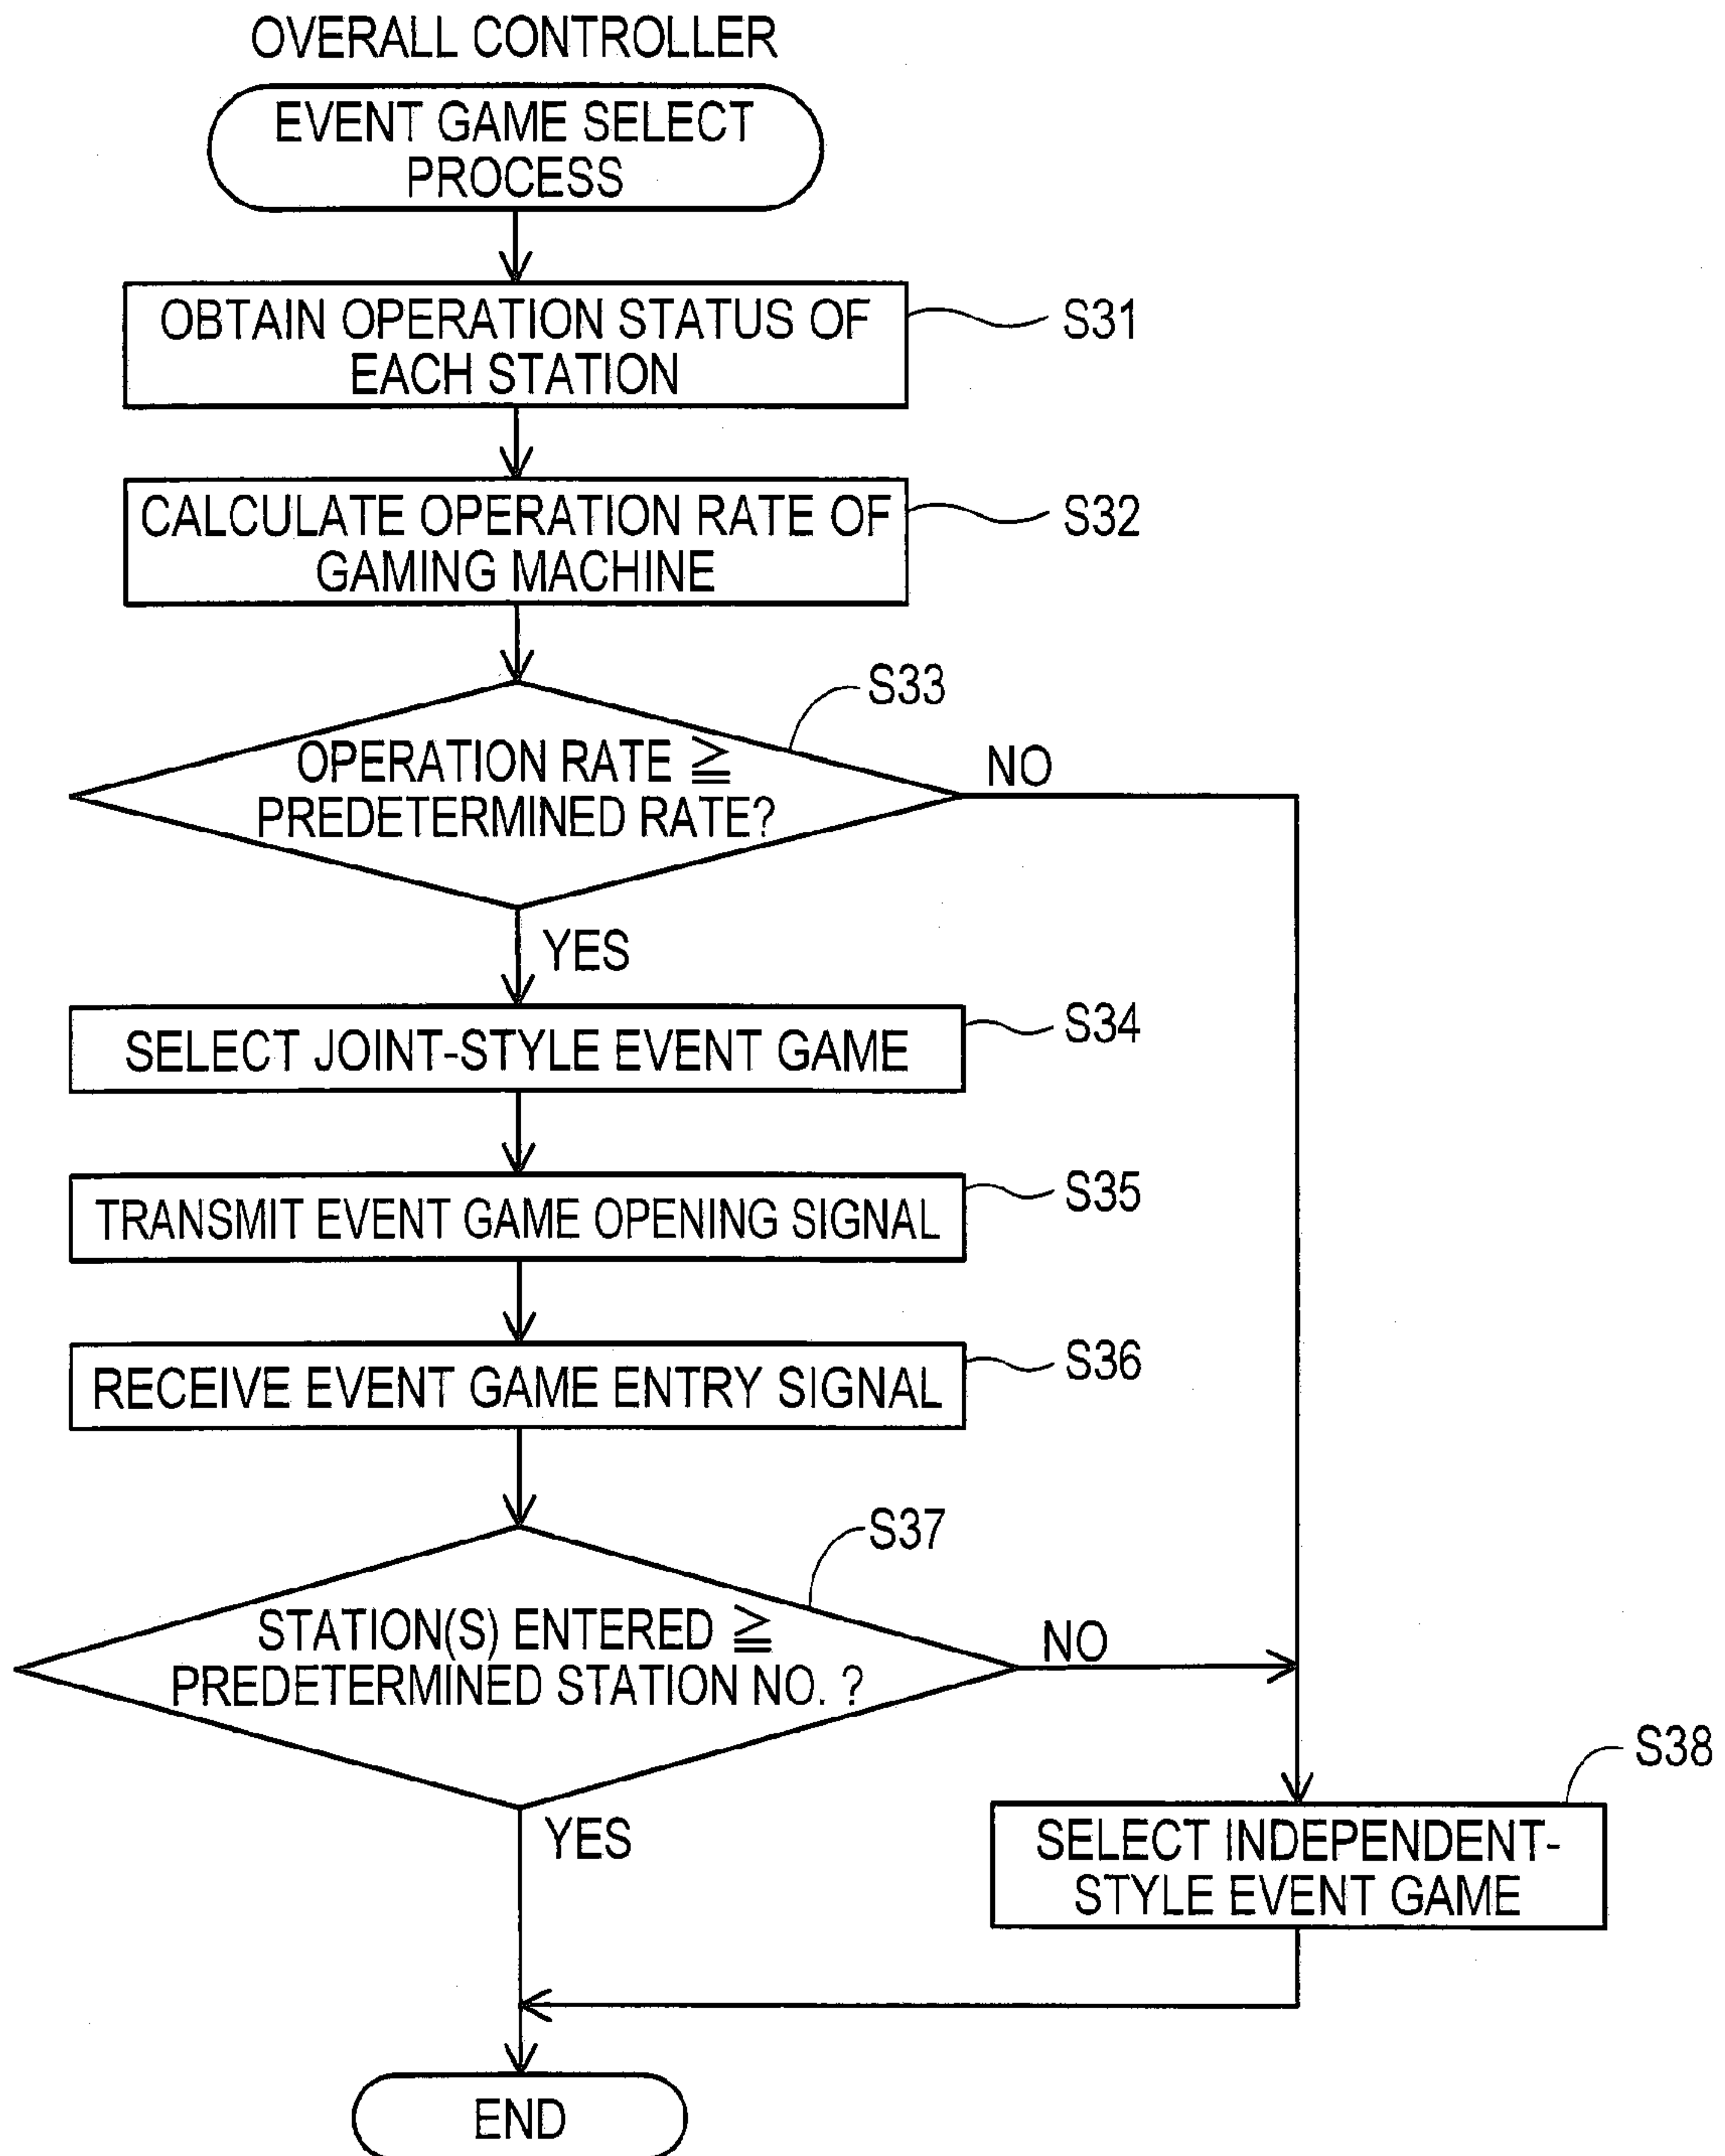 OVERALL CONTROLLER
EVENT GAME SELECT
PROCESS
OBTAIN OPERATION STATUS OF
EACH STATION
S31
CALCULATE OPERATION RATE OF
GAMING MACHINE
S32
S33
OPERATION RATE ≧
PREDETERMINED RATE?
NO
YES
SELECT JOINT-STYLE EVENT GAME
S34
TRANSMIT EVENT GAME OPENING SIGNAL
S35
RECEIVE EVENT GAME ENTRY SIGNAL
S36
S37
STATION(S) ENTERED ≧
PREDETERMINED STATION NO. ?
NO
YES
S38
SELECT INDEPENDENT-
STYLE EVENT GAME
END